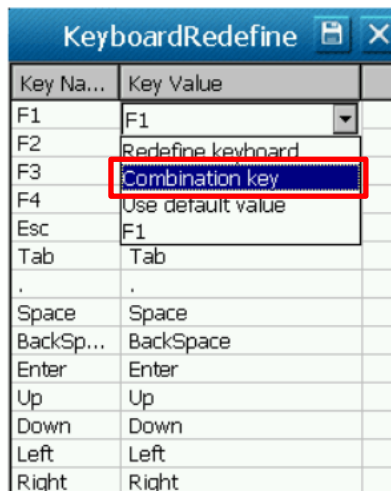 KeyboardRedefine
Key Na... Key Value
F1 F1
F2 Redefine keyboard
F3 Combination key
F4 Use default value
Esc F1
Tab Tab
. .
Space Space
BackSp... BackSpace
Enter Enter
Up Up
Down Down
Left Left
Right Right